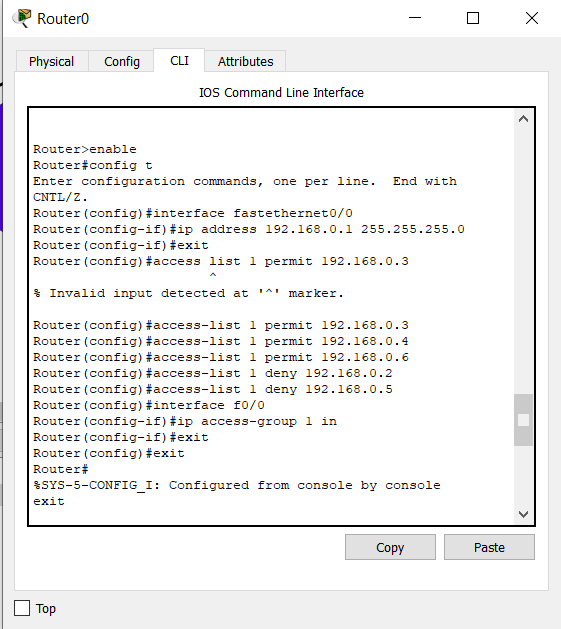 Router0
Physical Config CLI Attributes
IOS Command Line Interface
Router>enable
Router#config t
Enter configuration commands, one per line.  End with
CNTL/Z.
Router(config)#interface fastethernet0/0
Router(config-if)#ip address 192.168.0.1 255.255.255.0
Router(config-if)#exit
Router(config)#access list 1 permit 192.168.0.3
^
% Invalid input detected at '^' marker.
Router(config)#access-list 1 permit 192.168.0.3
Router(config)#access-list 1 permit 192.168.0.4
Router(config)#access-list 1 permit 192.168.0.6
Router(config)#access-list 1 deny 192.168.0.2
Router(config)#access-list 1 deny 192.168.0.5
Router(config)#interface f0/0
Router(config-if)#ip access-group 1 in
Router(config-if)#exit
Router(config)#exit
Router#
%SYS-5-CONFIG_I: Configured from console by console
exit
Copy Paste
Top